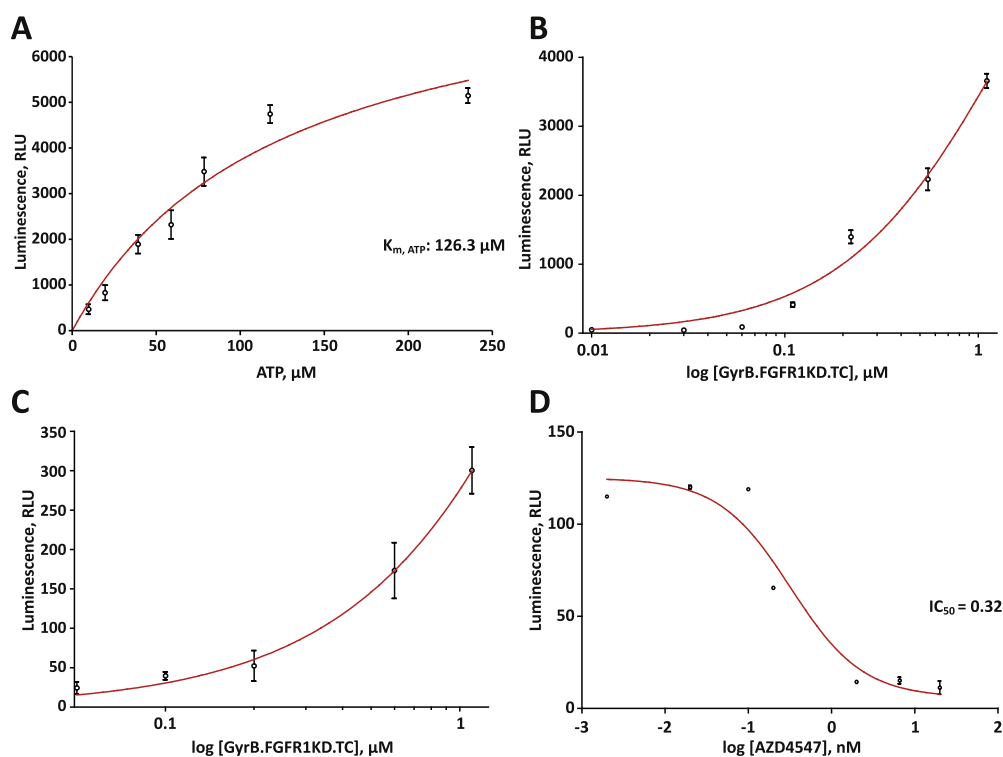 A
6000
5000
4000
3000
2000
1000
0
Luminescence, RLU
Km, ATP: 126.3 µM
0 50 100 150 200 250
ATP, µM
B
4000
3000
2000
1000
0
Luminescence, RLU
0.01 0.1 1
log [GyrB.FGFR1KD.TC], µM
C
350
300
250
200
150
100
50
0
Luminescence, RLU
0.1 1
log [GyrB.FGFR1KD.TC], µM
D
150
100
50
0
Luminescence, RLU
IC50 = 0.32
-3 -2 -1 0 1 2
log [AZD4547], nM